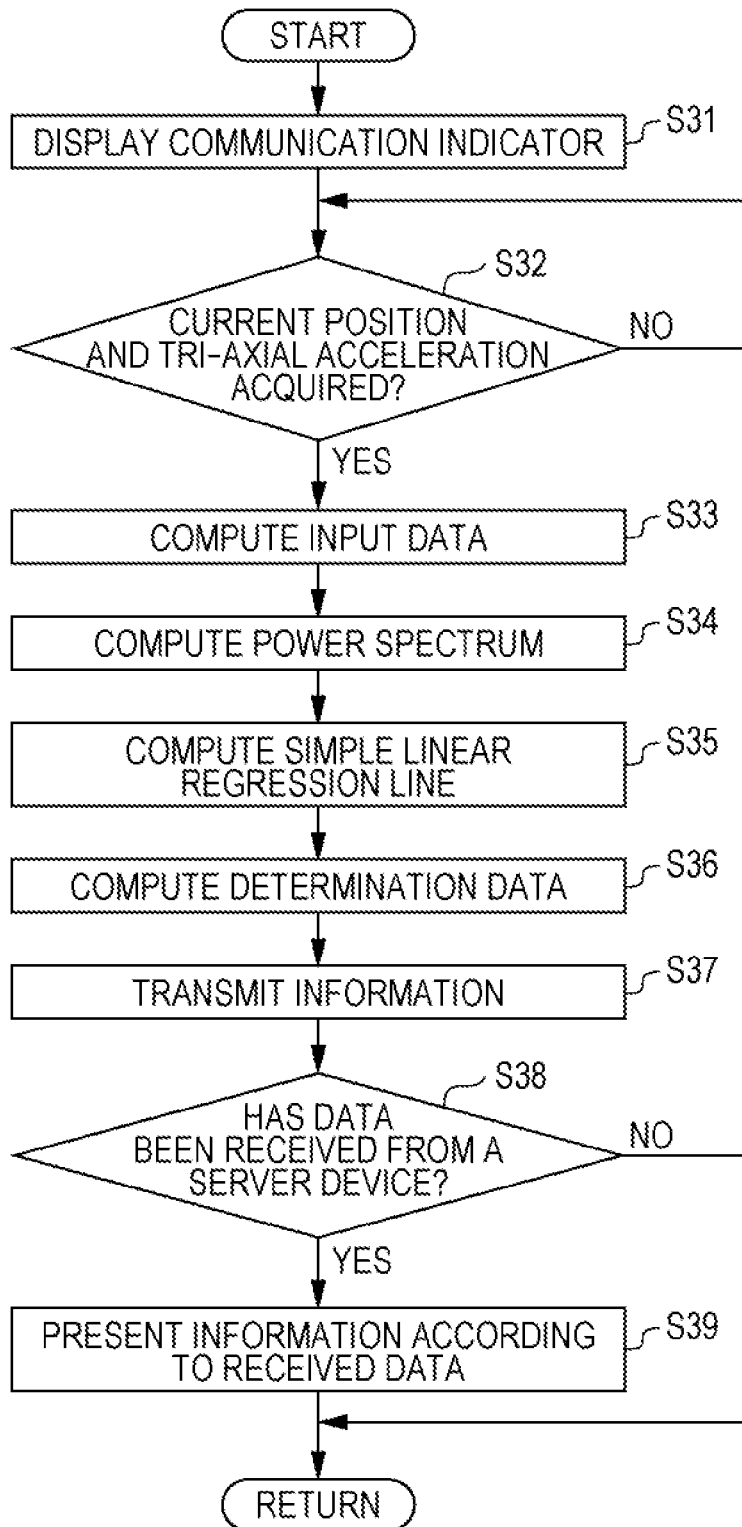 START
DISPLAY COMMUNICATION INDICATOR
S31
S32
CURRENT POSITION
AND TRI-AXIAL ACCELERATION
ACQUIRED?
NO
YES
COMPUTE INPUT DATA
S33
COMPUTE POWER SPECTRUM
S34
COMPUTE SIMPLE LINEAR
REGRESSION LINE
S35
COMPUTE DETERMINATION DATA
S36
TRANSMIT INFORMATION
S37
S38
HAS DATA
BEEN RECEIVED FROM A
SERVER DEVICE?
NO
YES
PRESENT INFORMATION ACCORDING
TO RECEIVED DATA
S39
RETURN